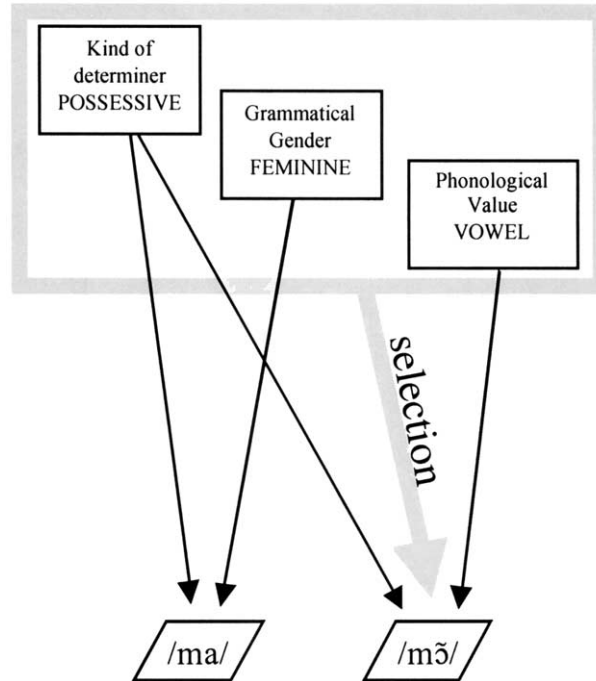 Kind of
determiner
POSSESSIVE
Grammatical
Gender
FEMININE
Phonological
Value
VOWEL
selection
/ma/
/mɔ̃/